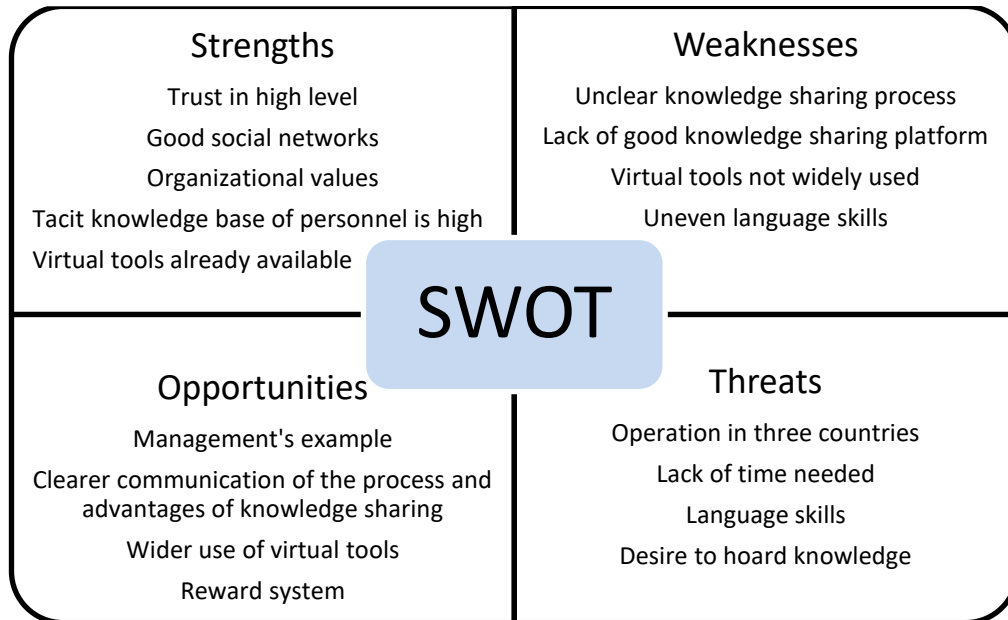 Strengths
Trust in high level
Good social networks
Organizational values
Tacit knowledge base of personnel is high
Virtual tools already available
Weaknesses
Unclear knowledge sharing process
Lack of good knowledge sharing platform
Virtual tools not widely used
Uneven language skills
SWOT
Opportunities
Management's example
Clearer communication of the process and
advantages of knowledge sharing
Wider use of virtual tools
Reward system
Threats
Operation in three countries
Lack of time needed
Language skills
Desire to hoard knowledge